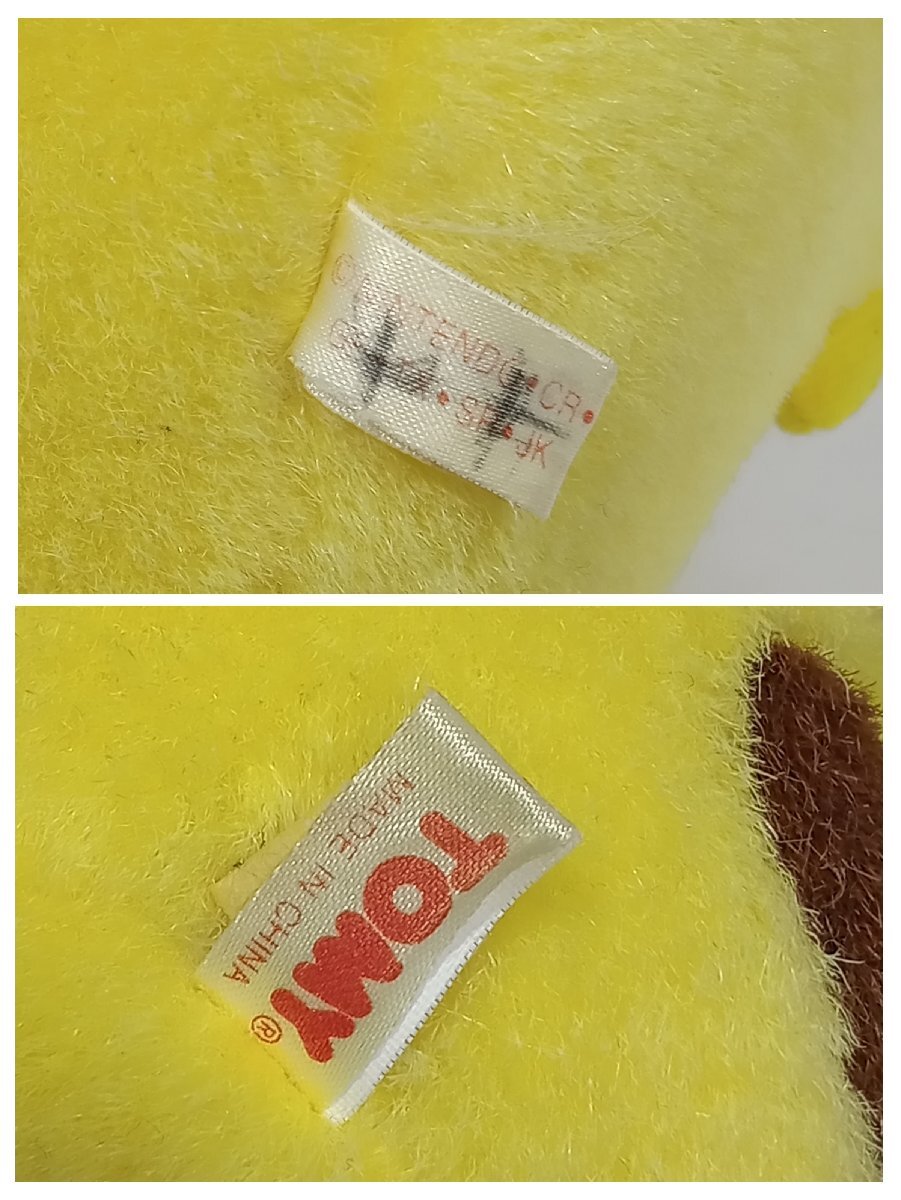 © NINTENDO • CR •
• SP • JK
TOMY®
MADE IN CHINA